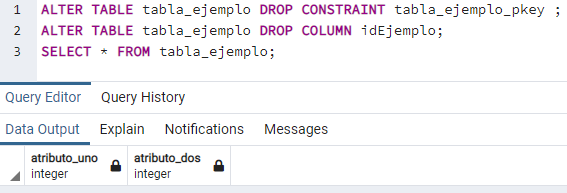 1 ALTER TABLE tabla_ejemplo DROP CONSTRAINT tabla_ejemplo_pkey ;
2 ALTER TABLE tabla_ejemplo DROP COLUMN idEjemplo;
3 SELECT * FROM tabla_ejemplo;
Query Editor Query History
Data Output Explain Notifications Messages
atributo_uno atributo_dos
integer integer